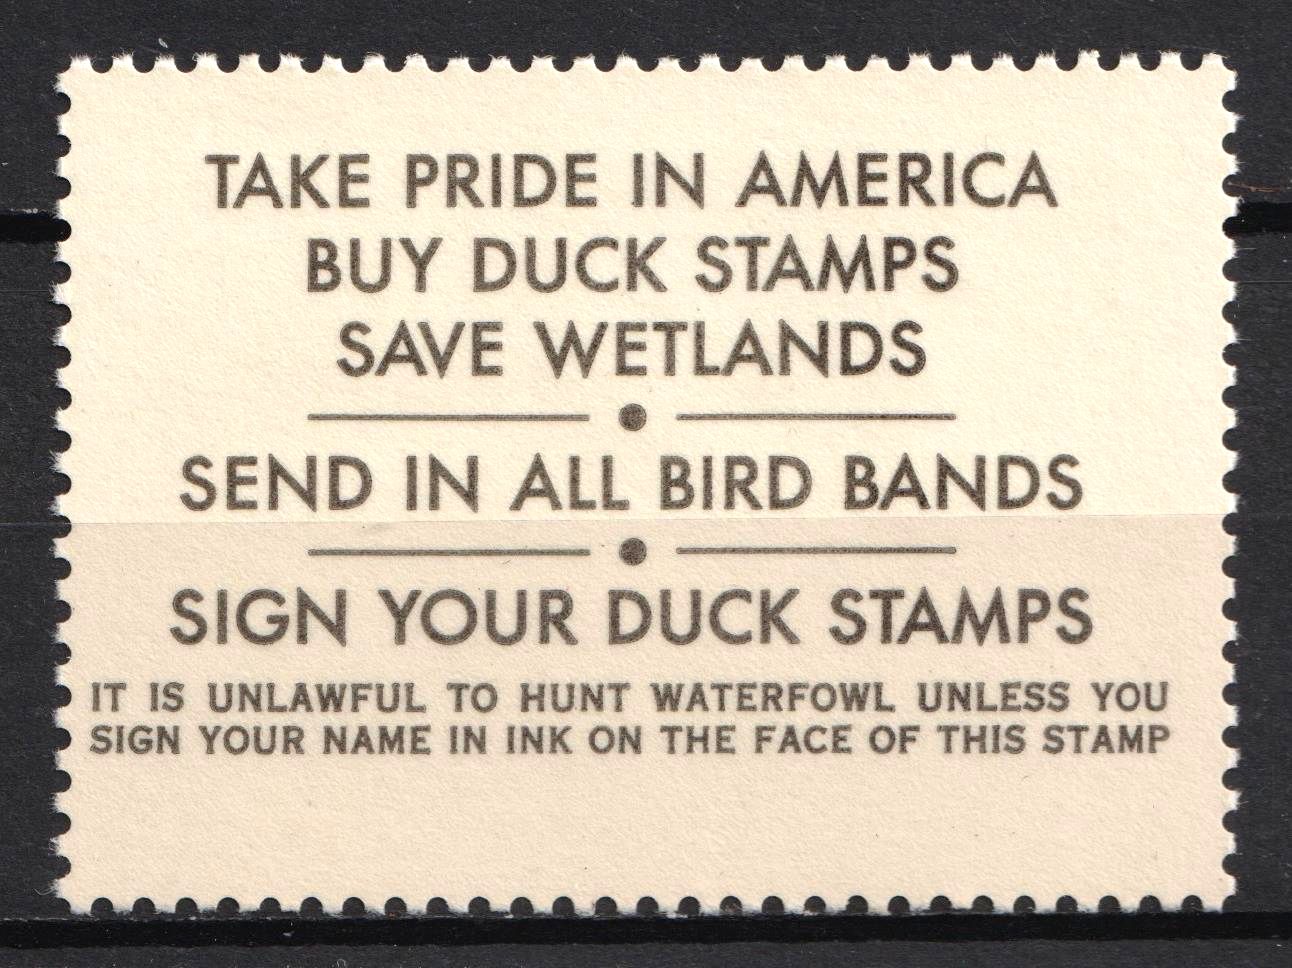 TAKE PRIDE IN AMERICA
BUY DUCK STAMPS
SAVE WETLANDS
SEND IN ALL BIRD BANDS
SIGN YOUR DUCK STAMPS
IT IS UNLAWFUL TO HUNT WATERFOWL UNLESS YOU
SIGN YOUR NAME IN INK ON THE FACE OF THIS STAMP